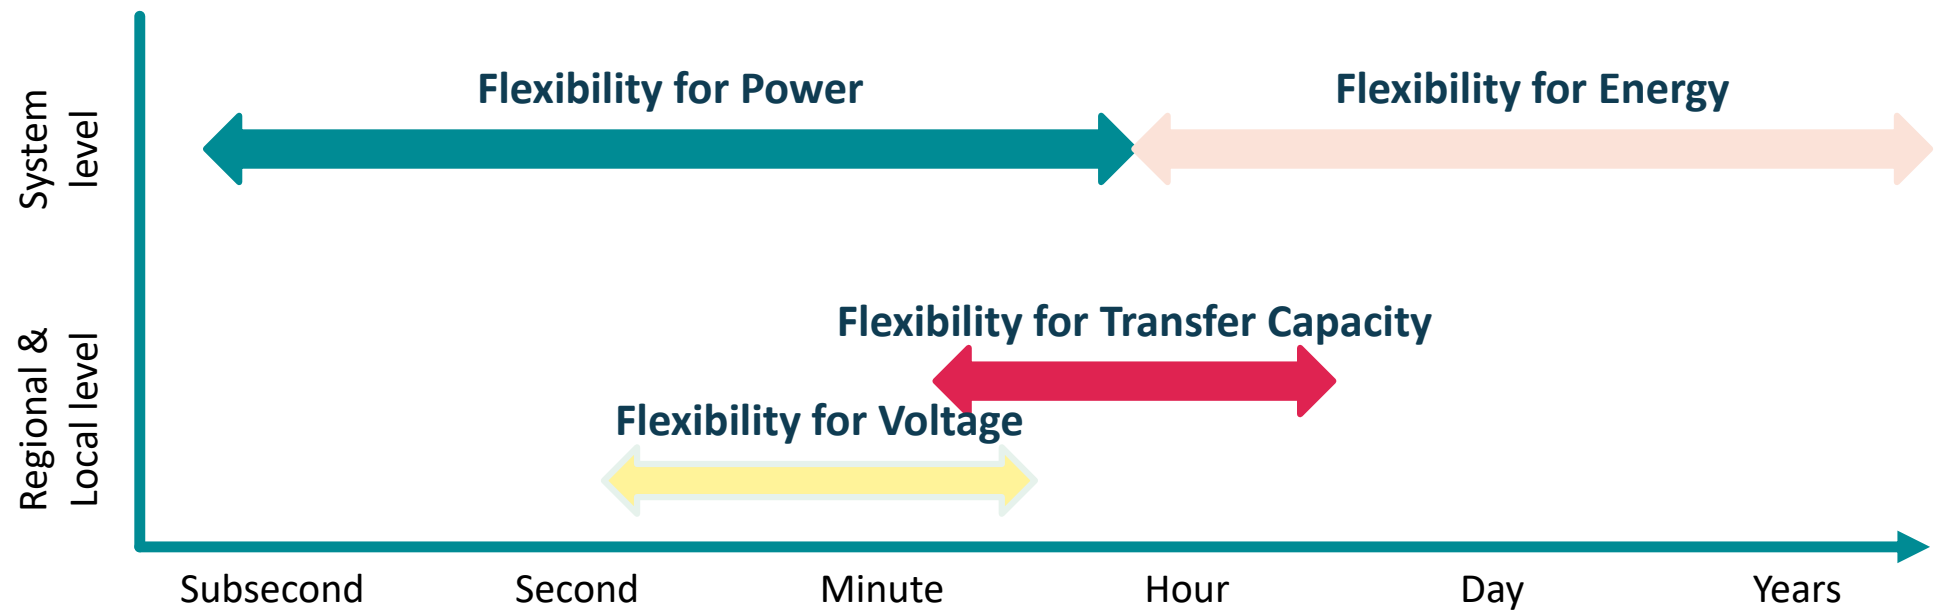 System
level
Flexibility for Power
Flexibility for Energy
Regional &
Local level
Flexibility for Transfer Capacity
Flexibility for Voltage
Subsecond
Second
Minute
Hour
Day
Years